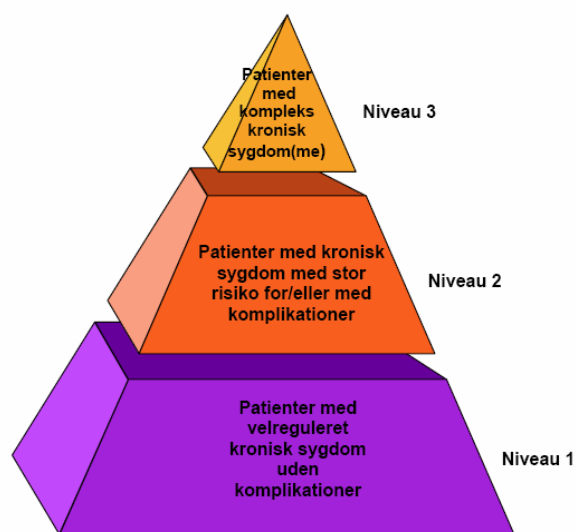 Patienter
med
kompleks
kronisk
sygdom(me)
Niveau 3
Patienter med kronisk
sygdom med stor
risiko for/eller med
komplikationer
Niveau 2
Patienter med
velreguleret
kronisk sygdom
uden
komplikationer
Niveau 1